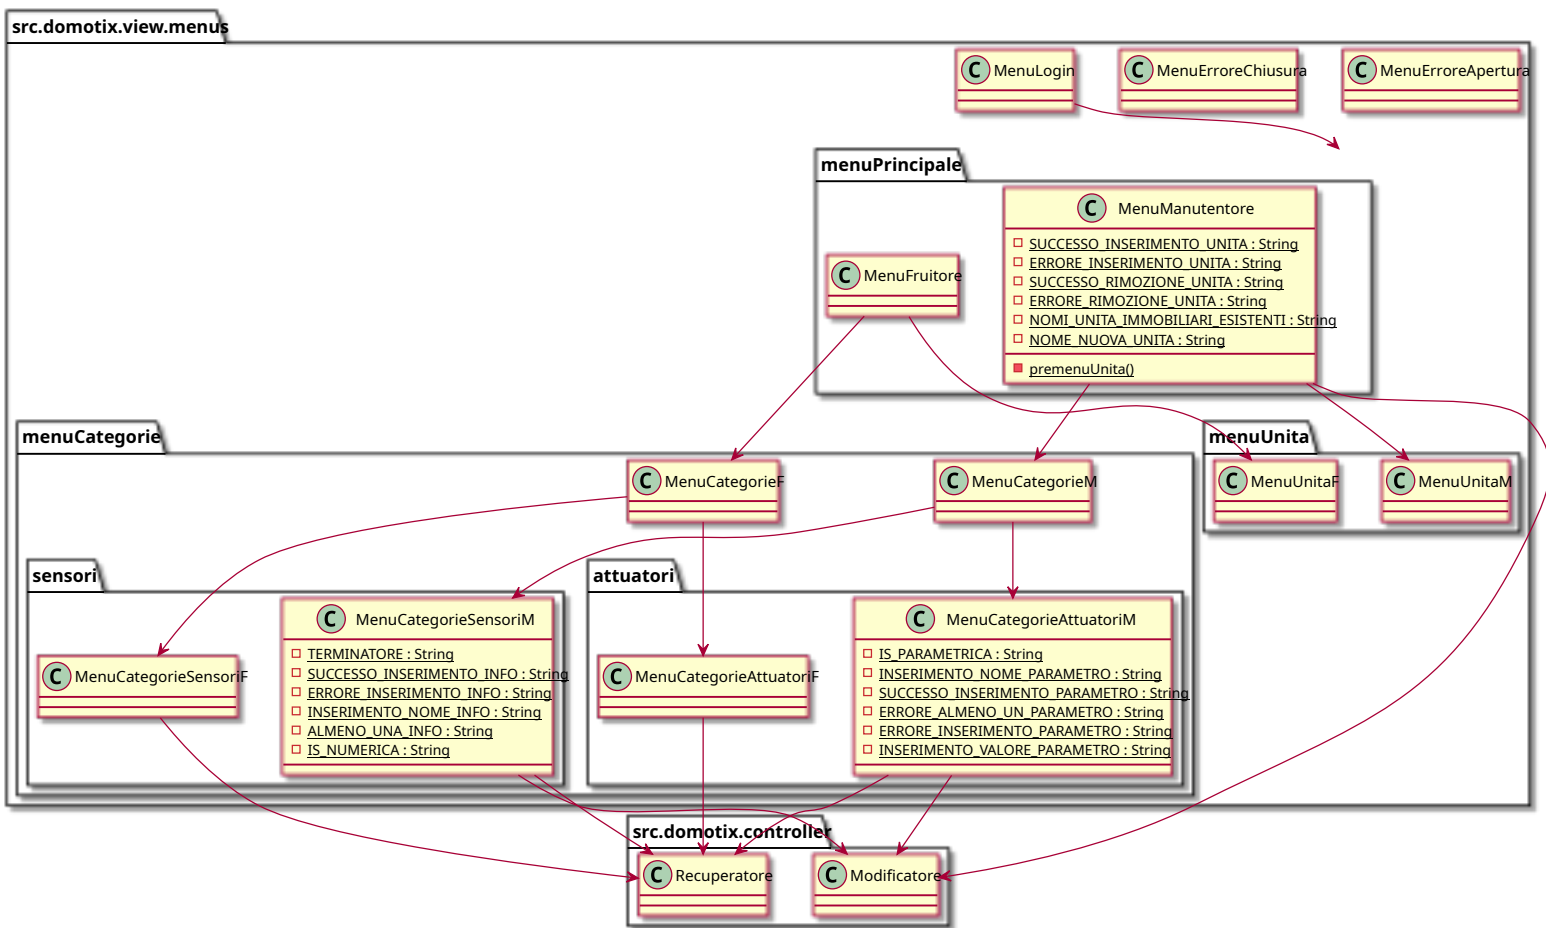 src.domotix.view.menus
C MenuLogin
C MenuErroreChiusura
C MenuErroreApertura
menuPrincipale
C MenuFruitore
C MenuManutentore
SUCCESSO_INSERIMENTO_UNITA : String
ERRORE_INSERIMENTO_UNITA : String
SUCCESSO_RIMOZIONE_UNITA : String
ERRORE_RIMOZIONE_UNITA : String
NOMI_UNITA_IMMOBILIARI_ESISTENTI : String
NOME_NUOVA_UNITA : String
premenuUnita()
menuCategorie
C MenuCategorieF
C MenuCategorieM
menuUnita
C MenuUnitaF
C MenuUnitaM
sensori
C MenuCategorieSensoriF
C MenuCategorieSensoriM
TERMINATORE : String
SUCCESSO_INSERIMENTO_INFO : String
ERRORE_INSERIMENTO_INFO : String
INSERIMENTO_NOME_INFO : String
ALMENO_UNA_INFO : String
IS_NUMERICA : String
attuatori
C MenuCategorieAttuatoriF
C MenuCategorieAttuatoriM
IS_PARAMETRICA : String
INSERIMENTO_NOME_PARAMETRO : String
SUCCESSO_INSERIMENTO_PARAMETRO : String
ERRORE_ALMENO_UN_PARAMETRO : String
ERRORE_INSERIMENTO_PARAMETRO : String
INSERIMENTO_VALORE_PARAMETRO : String
src.domotix.controller
C Recuperatore
C Modificatore